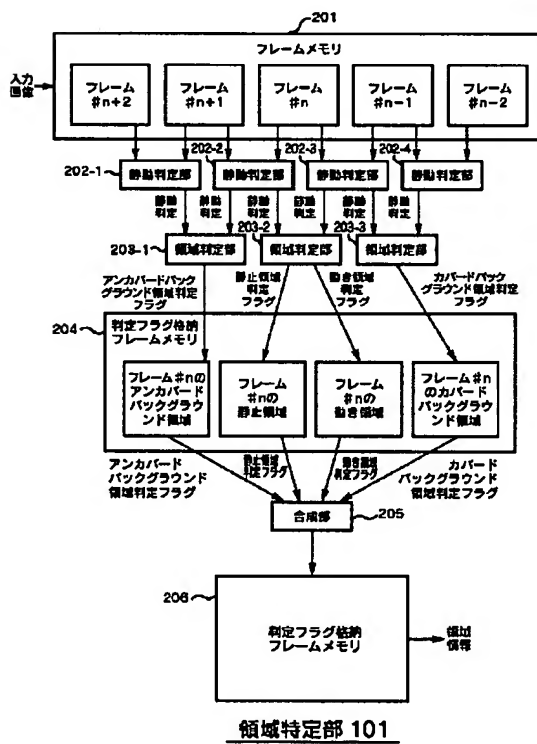 201
フレームメモリ
入力
画像
フレーム
#n+2
フレーム
#n+1
フレーム
#n
フレーム
#n−1
フレーム
#n−2
202-1
静動判定部
202-2
静動判定部
202-3
静動判定部
202-4
静動判定部
静動
判定
静動
判定
静動
判定
静動
判定
静動
判定
静動
判定
203-1
領域判定部
203-2
領域判定部
203-3
領域判定部
アンカバードバック
グラウンド領域判定
フラグ
静止領域
判定
フラグ
動き領域
判定
フラグ
カバードバック
グラウンド領域判定
フラグ
204
判定フラグ格納
フレームメモリ
フレーム#nの
アンカバード
バックグラウ
ンド領域
フレーム
#nの
静止領域
フレーム
#nの
動き領域
フレーム#n
のカバード
バックグラウ
ンド領域
アンカバード
バックグラウンド
領域判定フラグ
静止領域
判定フラグ
動き領域
判定フラグ
カバード
バックグラウンド
領域判定フラグ
合成部
205
206
判定フラグ格納
フレームメモリ
領域
情報
領域特定部 101